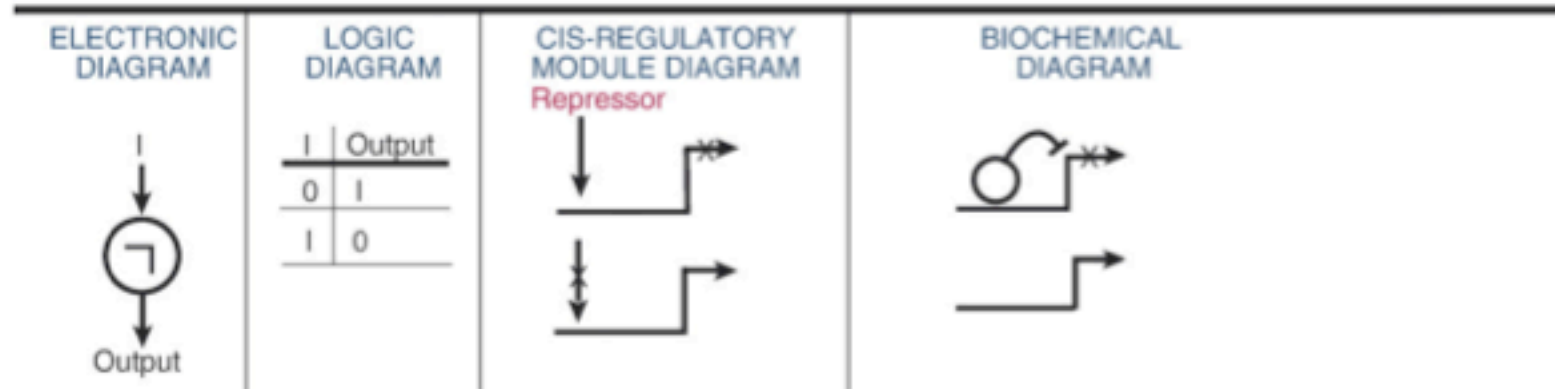 ELECTRONIC
DIAGRAM
I
Output
LOGIC
DIAGRAM
I Output
0 I
I 0
CIS-REGULATORY
MODULE DIAGRAM
Repressor
BIOCHEMICAL
DIAGRAM